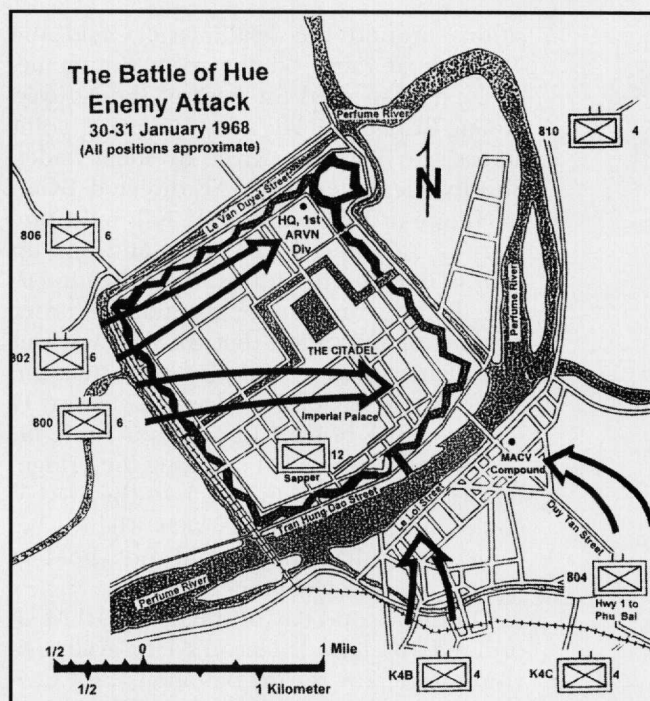 The Battle of Hue
Enemy Attack
30-31 January 1968
(All positions approximate)
Perfume River
810 4
N
Le Van Duyet Street
HQ, 1st
ARVN
Div
806 6
Perfume River
802 6
THE CITADEL
800 6
Imperial Palace
12
Sapper
MACV
Compound
Tran Hung Dao Street
Le Loi Street
Duy Tan Street
804
Hwy 1 to
Phu Bai
Perfume River
1/2 0 1 Mile
1/2 1 Kilometer
K4B 4
K4C 4